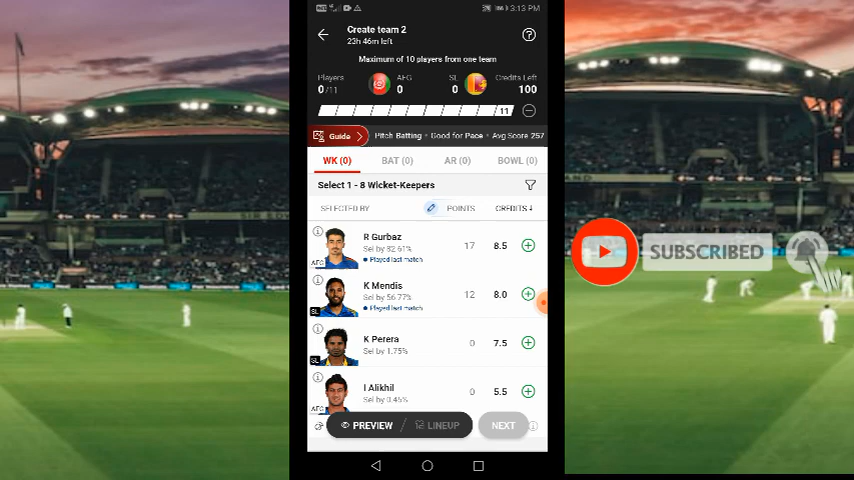 3:13 PM
Create team 2
23h 46m left
Maximum of 10 players from one team
Players
0/11
AFG
0
SL
0
Credits Left
100
11
Guide
Pitch Batting • Good for Pace • Avg Score 257
WK (0) BAT (0) AR (0) BOWL (0)
Select 1 - 8 Wicket-Keepers
SELECTED BY POINTS CREDITS↓
R Gurbaz
Sel by 82.61%
• Played last match
17 8.5
AFG
K Mendis
Sel by 56.77%
• Played last match
12 8.0
SL
K Perera
Sel by 1.75%
0 7.5
SL
I Alikhil
Sel by 0.46%
0 5.5
AFG
PREVIEW / LINEUP
NEXT
SUBSCRIBED